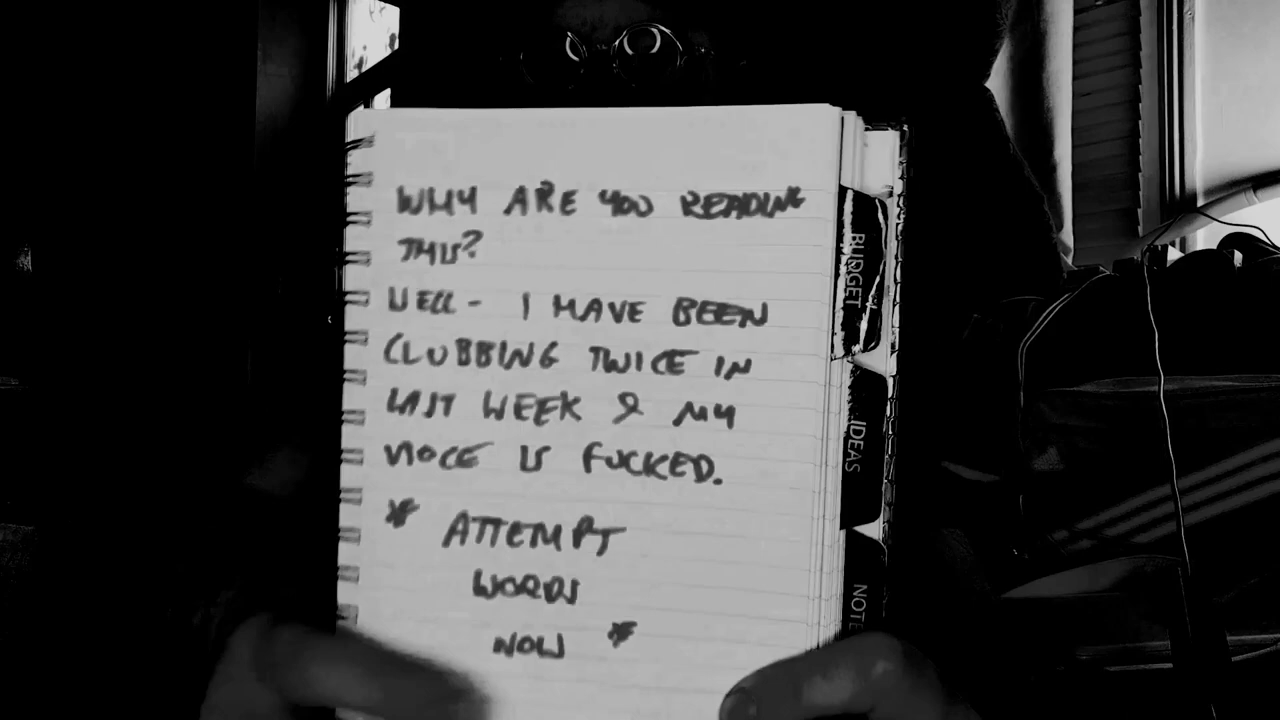 WHY ARE YOU READING
THIS?
WELL - I HAVE BEEN
CLUBBING TWICE IN
LAST WEEK & MY
VIOCE IS FUCKED.
* ATTEMPT
WORDS
NOW *
BUDGET
IDEAS
NOTE